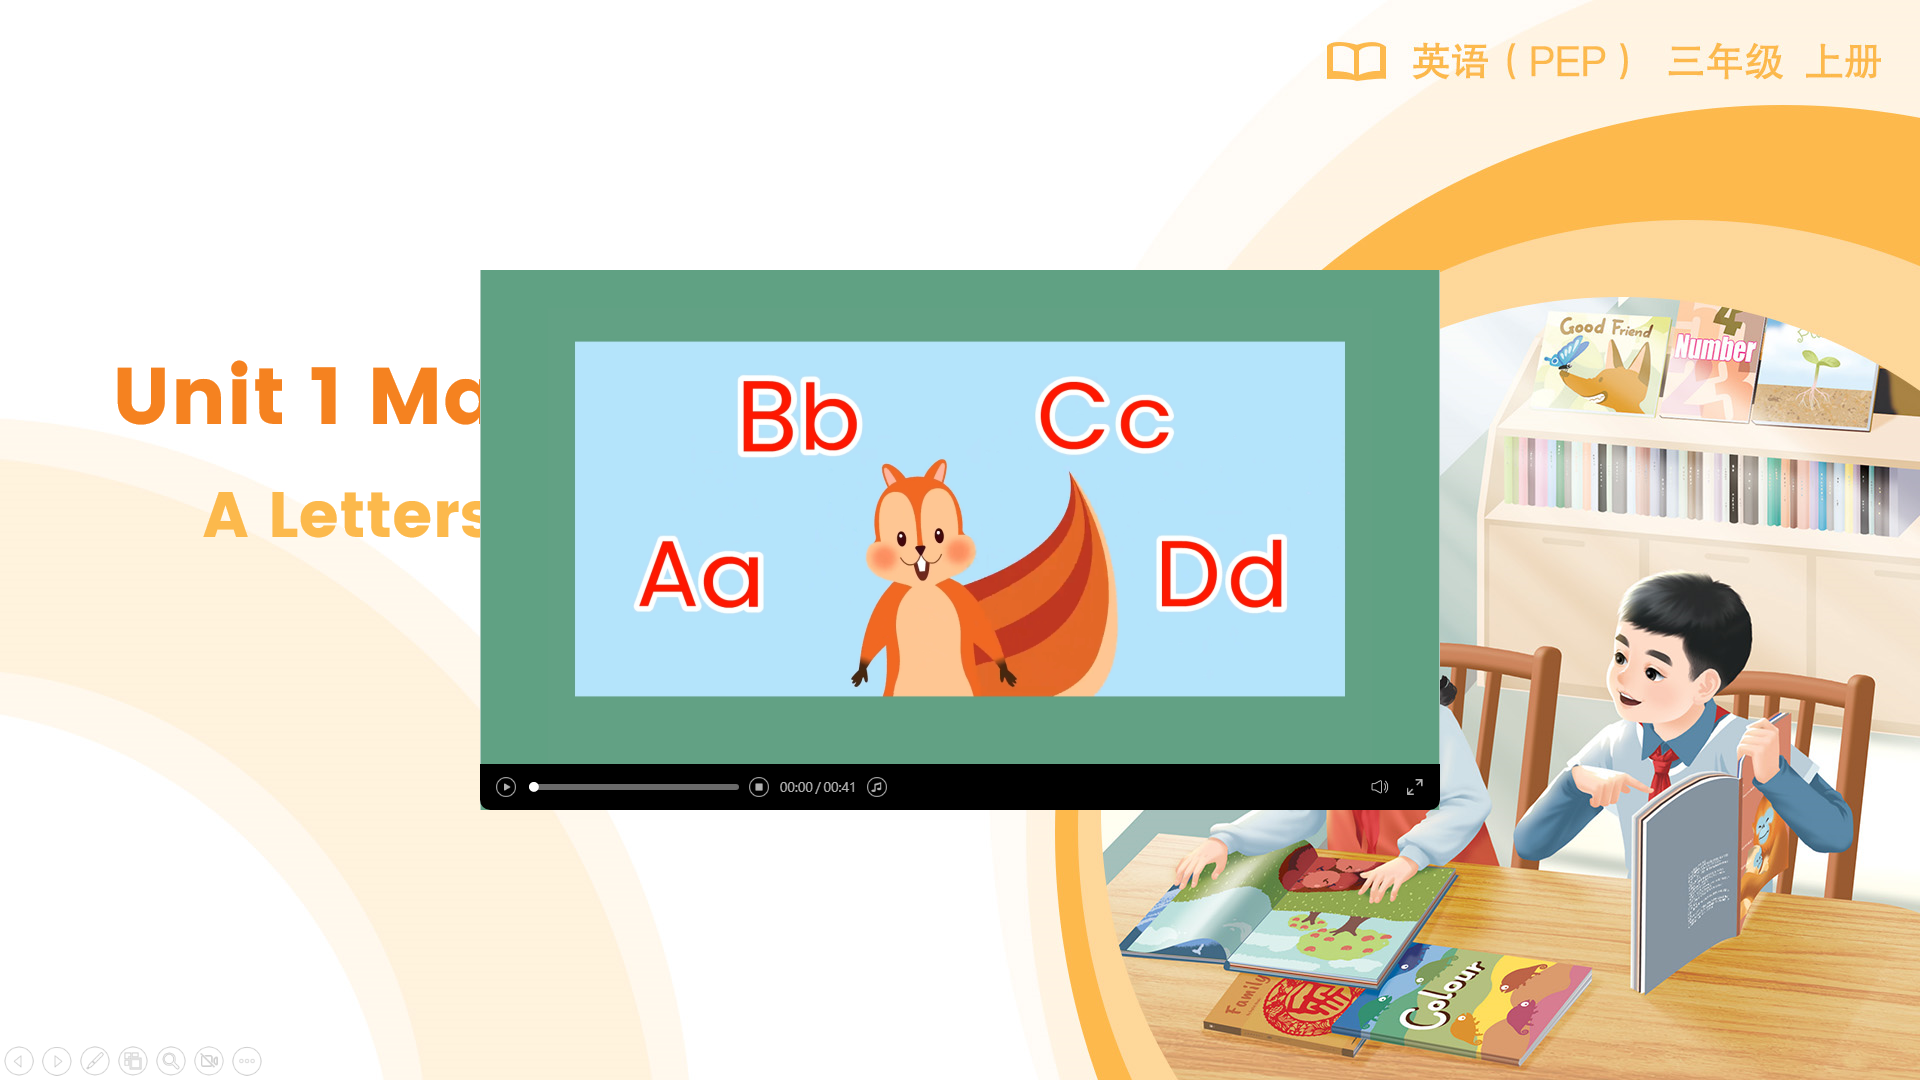 英语（PEP） 三年级 上册
Unit 1 Ma
A Letters
Bb Cc
Aa Dd
00:00 / 00:41
Good Friend
4
Number
Family
Colour